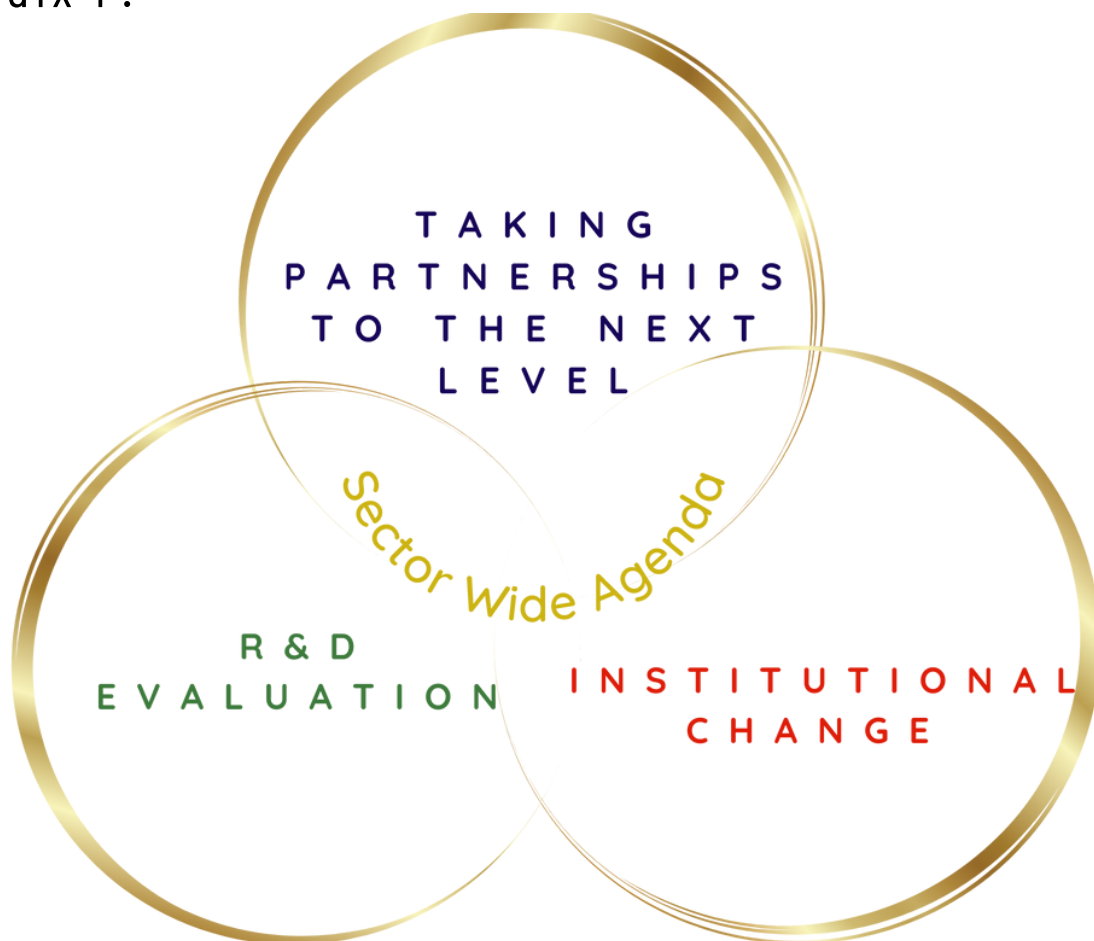 TAKING
PARTNERSHIPS
TO THE NEXT
LEVEL
Sector Wide Agenda
R & D
EVALUATION
INSTITUTIONAL
CHANGE